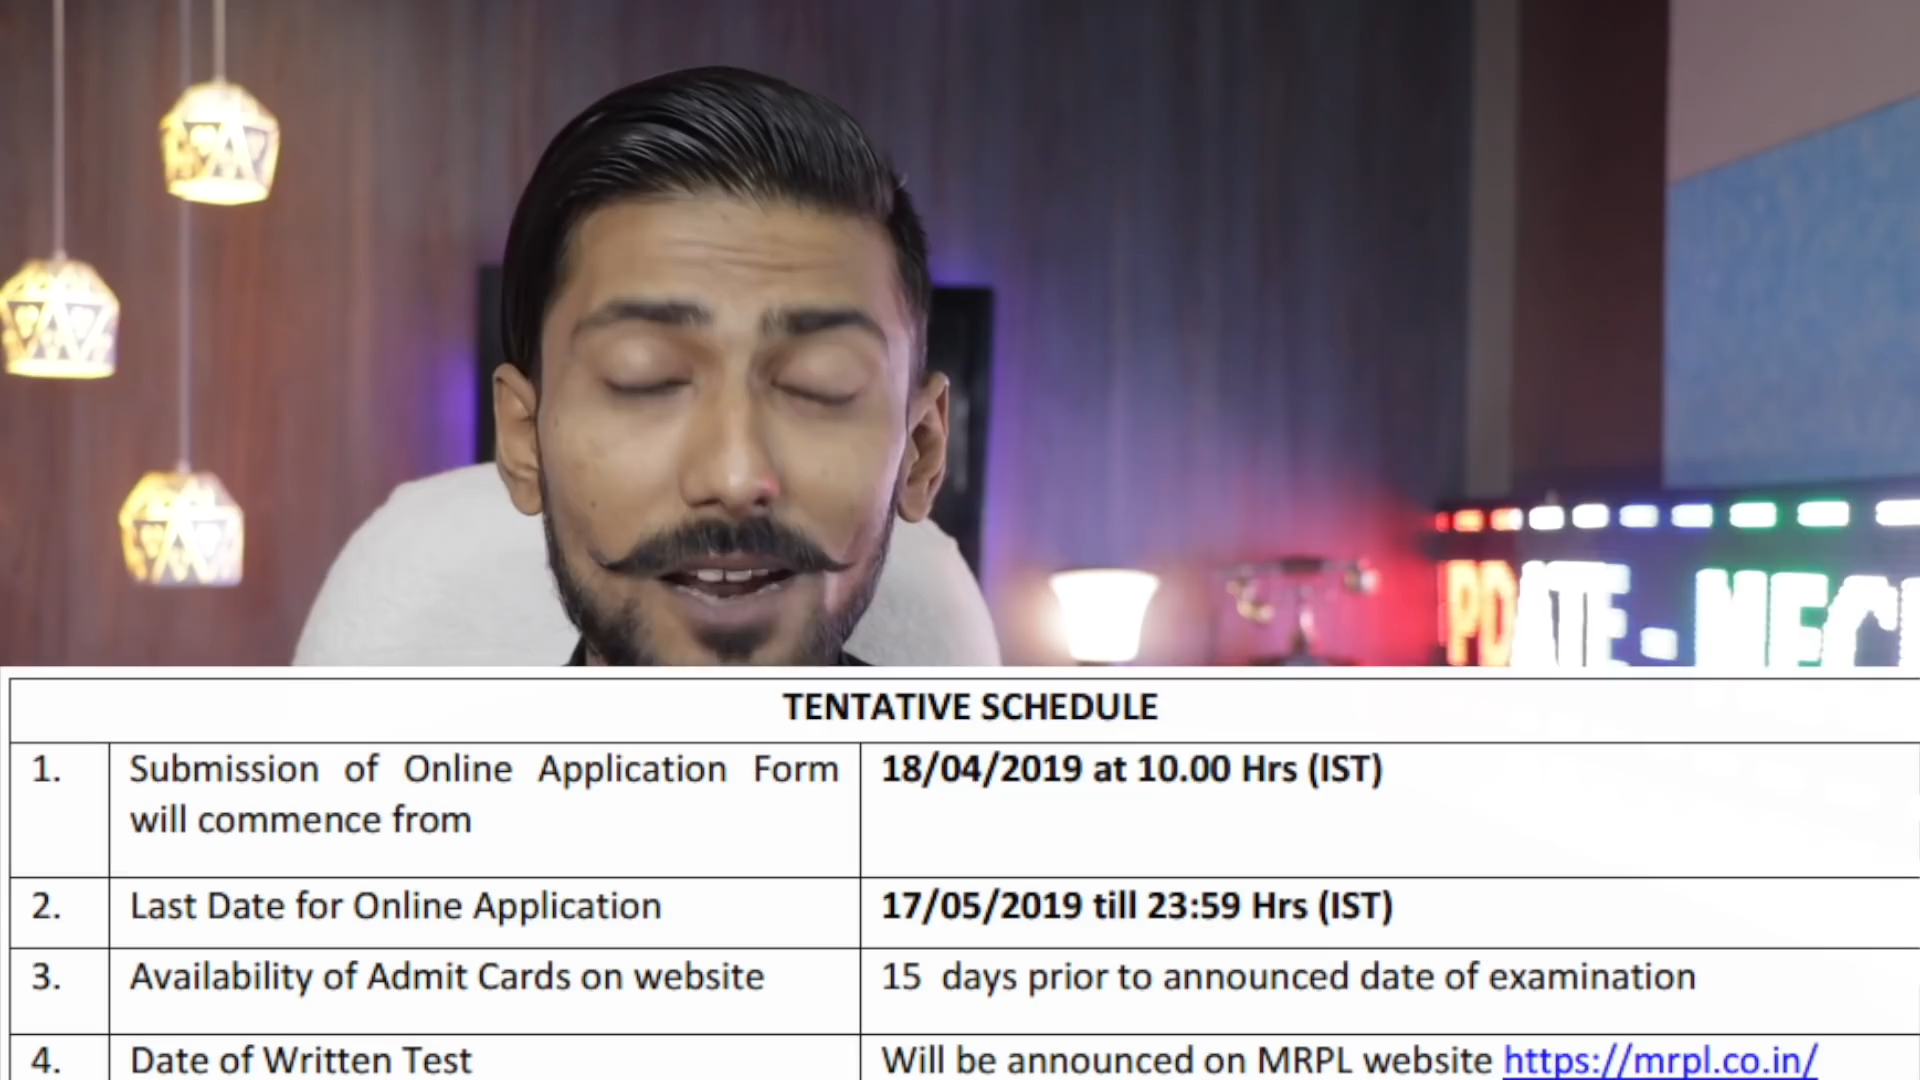 PDATE - NEC
TENTATIVE SCHEDULE
1. Submission of Online Application Form 18/04/2019 at 10.00 Hrs (IST)
will commence from
2. Last Date for Online Application 17/05/2019 till 23:59 Hrs (IST)
3. Availability of Admit Cards on website 15 days prior to announced date of examination
4. Date of Written Test Will be announced on MRPL website https://mrpl.co.in/